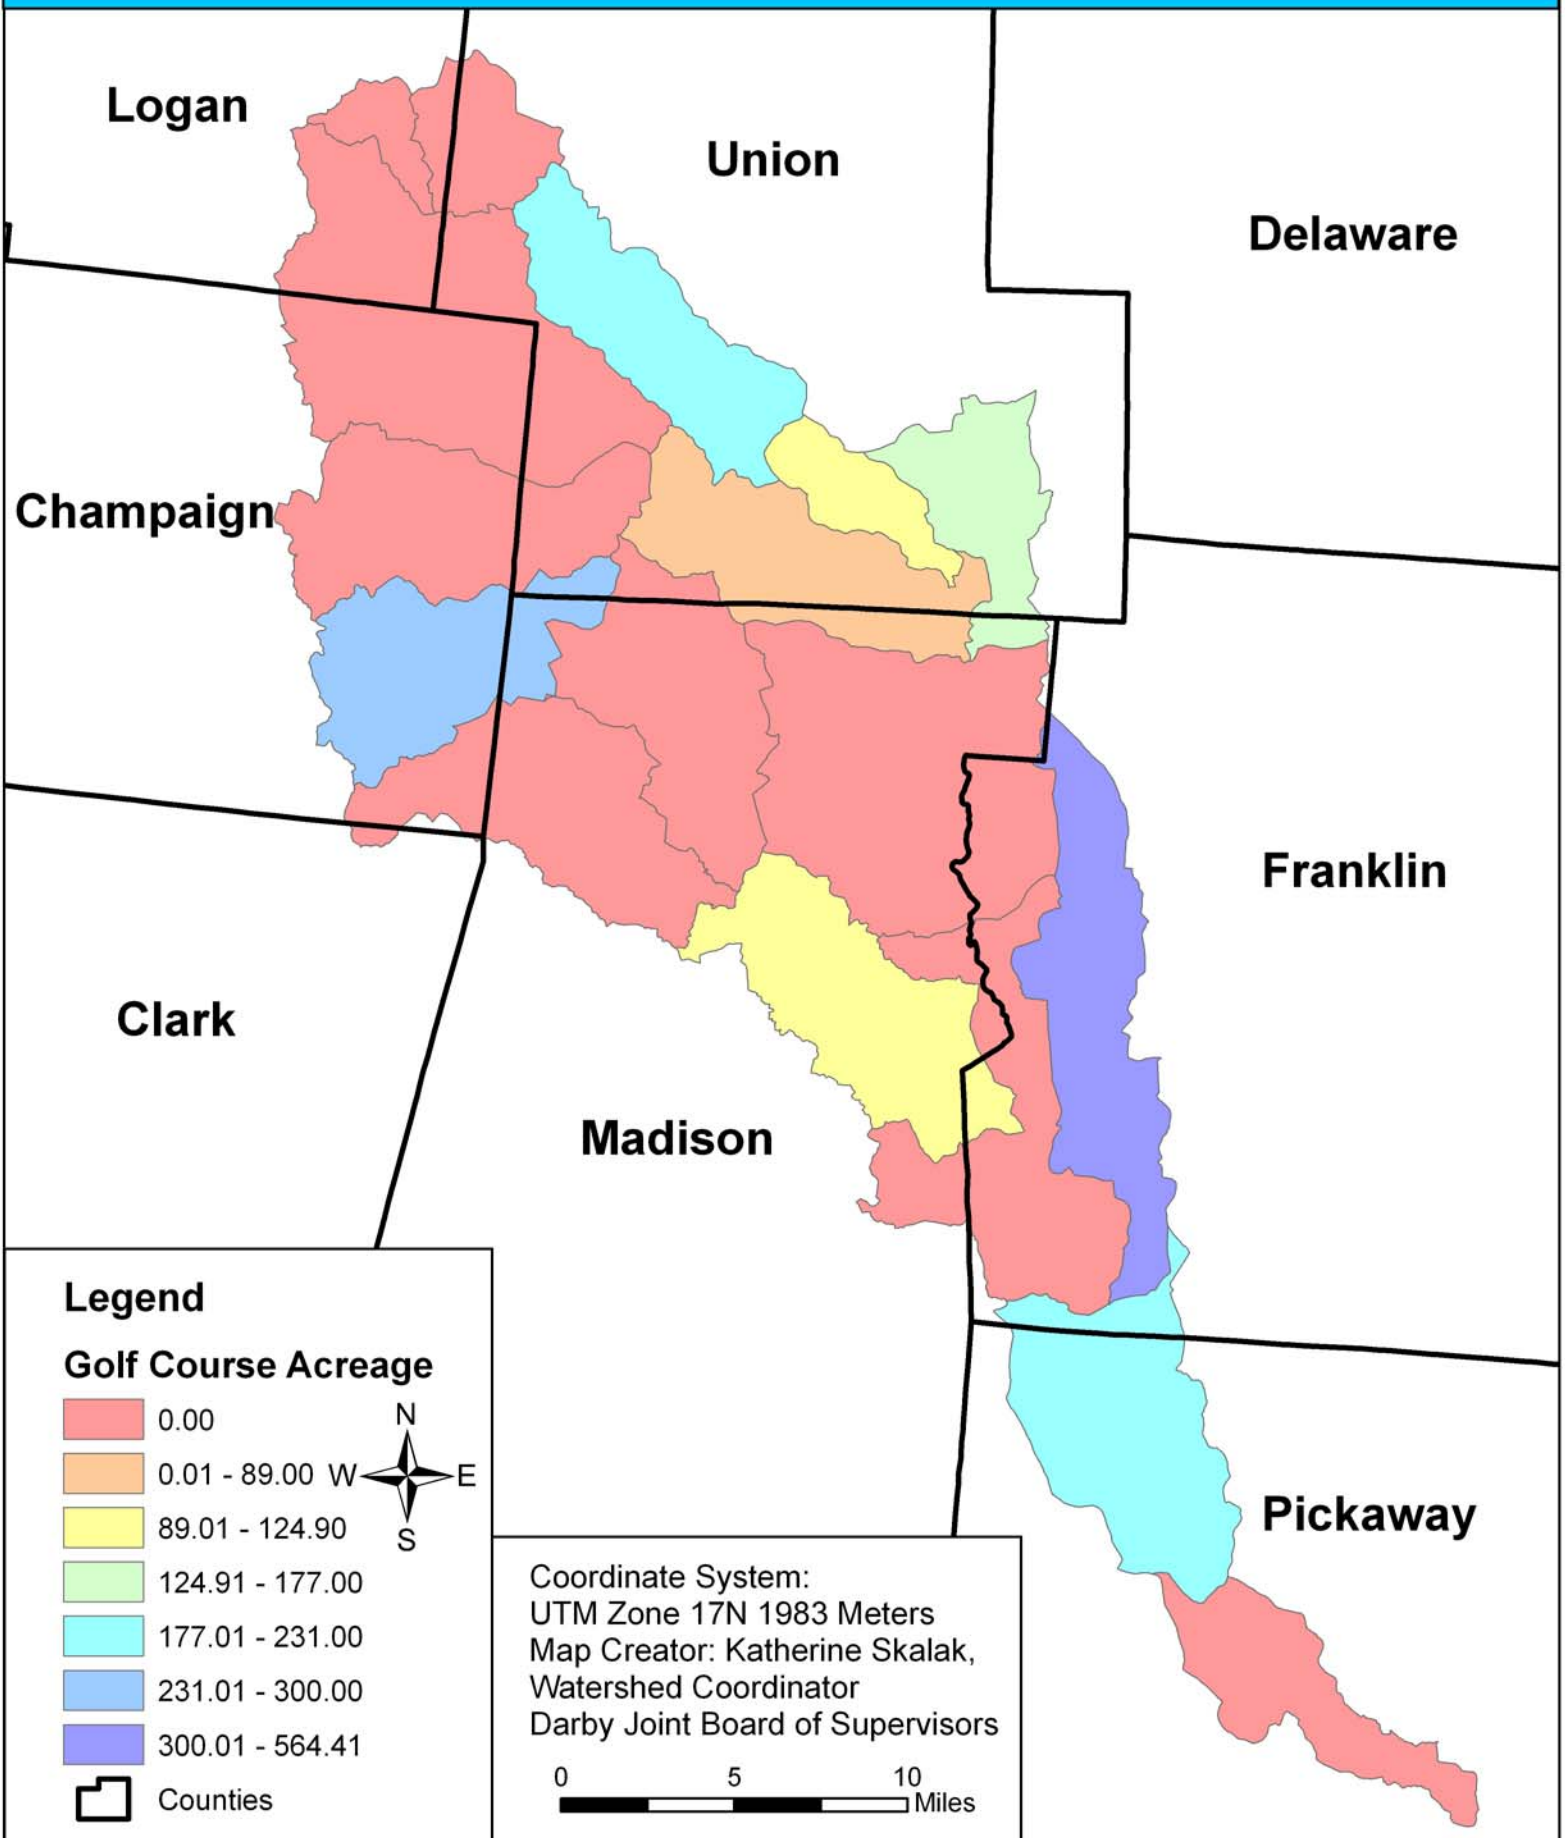 Logan
Union
Delaware
Champaign
Franklin
Clark
Madison
Pickaway
Legend
Golf Course Acreage
0.00
0.01 - 89.00
89.01 - 124.90
124.91 - 177.00
177.01 - 231.00
231.01 - 300.00
300.01 - 564.41
Counties
N
W E
S
Coordinate System:
UTM Zone 17N 1983 Meters
Map Creator: Katherine Skalak,
Watershed Coordinator
Darby Joint Board of Supervisors
0 5 10
Miles